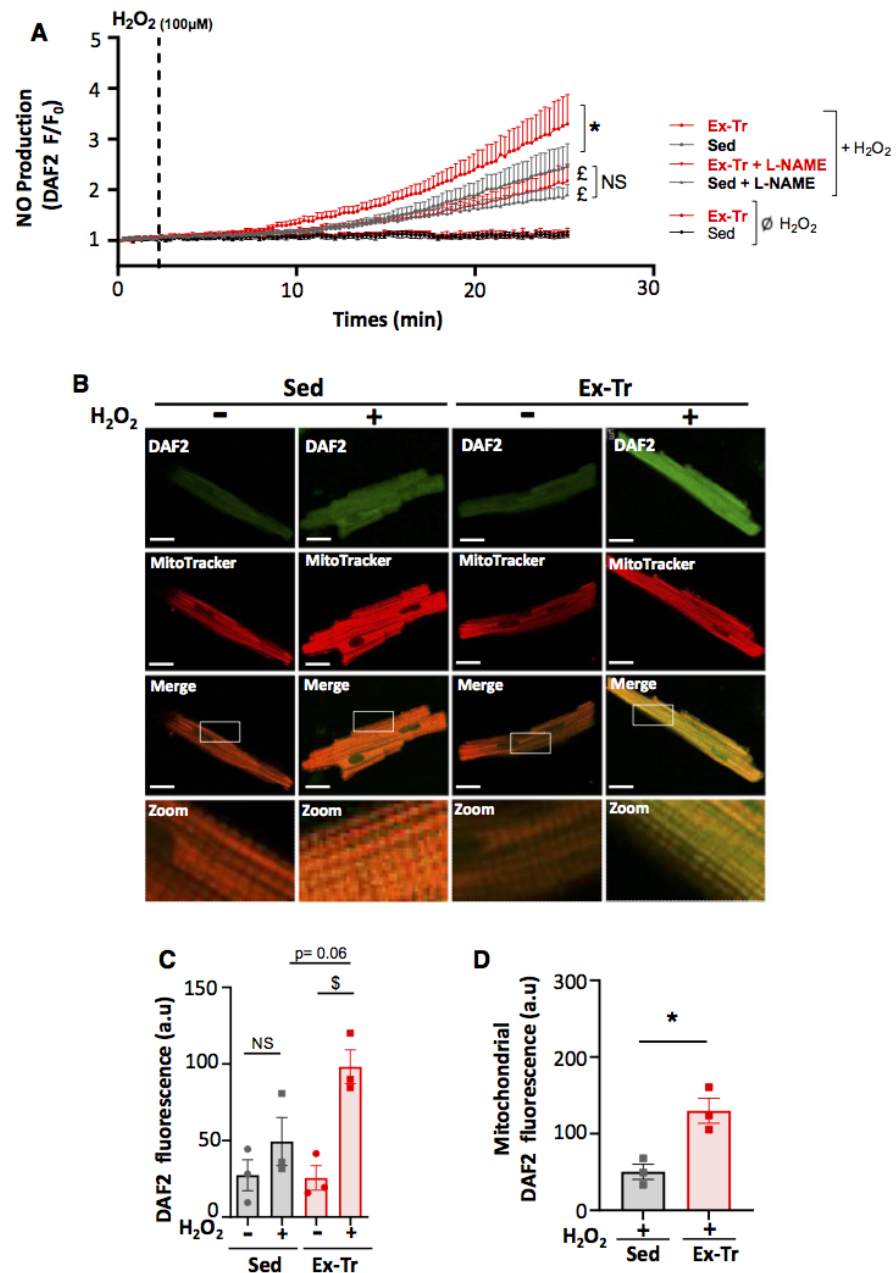 A
H₂O₂ (100µM)
NO Production
(DAF2 F/F₀)
5
4
3
2
1
0
10
20
30
Times (min)
*
£
£
NS
Ex-Tr
Sed
Ex-Tr + L-NAME
Sed + L-NAME
+ H₂O₂
Ex-Tr
Sed
Ø H₂O₂
B
Sed
Ex-Tr
H₂O₂
- + - +
DAF2 DAF2 DAF2 DAF2
MitoTracker MitoTracker MitoTracker MitoTracker
Merge Merge Merge Merge
Zoom Zoom Zoom Zoom
C
DAF2 fluorescence (a.u)
150
100
50
0
p= 0.06
$
NS
H₂O₂ - + - +
Sed Ex-Tr
D
Mitochondrial
DAF2 fluorescence (a.u)
300
200
100
0
*
H₂O₂ + +
Sed Ex-Tr